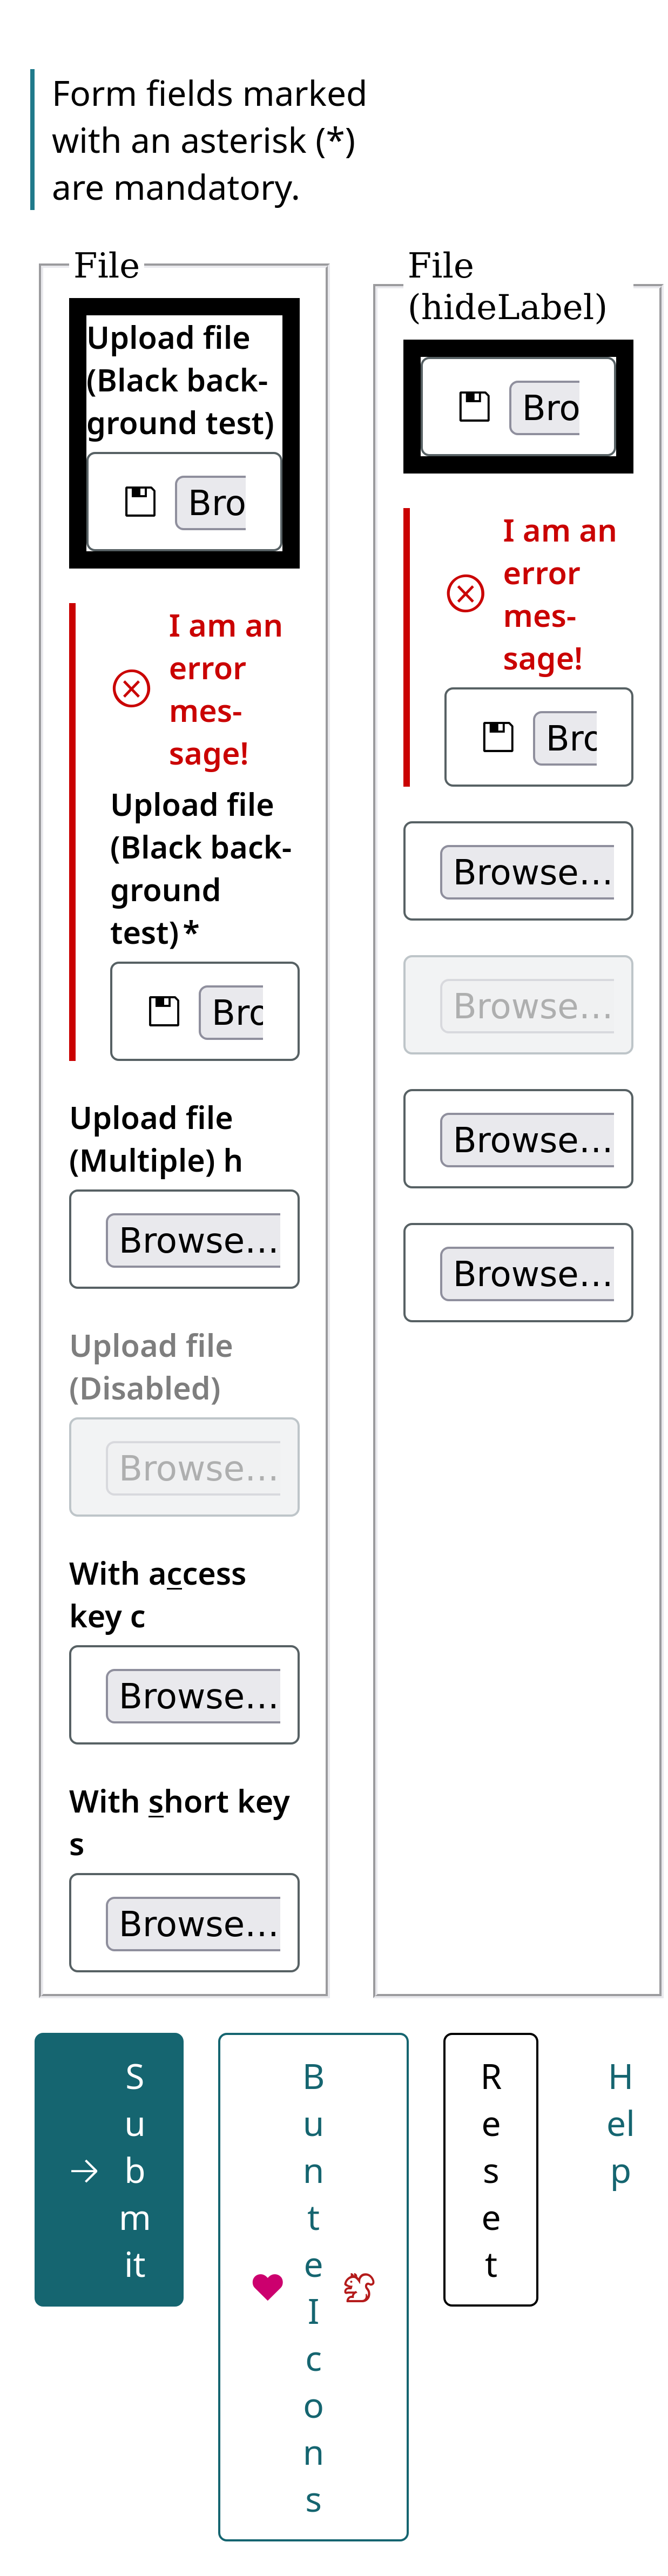 Form fields marked
with an asterisk (*)
are mandatory.
File
Upload file
(Black back-
ground test)
Bro
I am an
error
mes-
sage!
Upload file
(Black back-
ground
test)*
Bro
Upload file
(Multiple) h
Browse...
Upload file
(Disabled)
Browse...
With access
key c
Browse...
With short key
s
Browse...
File
(hideLabel)
Bro
I am an
error
mes-
sage!
Bro
Browse...
Browse...
Browse...
Browse...
S
u
b
m
it
B
u
n
t
e
I
c
o
n
s
R
e
s
e
t
H
el
p